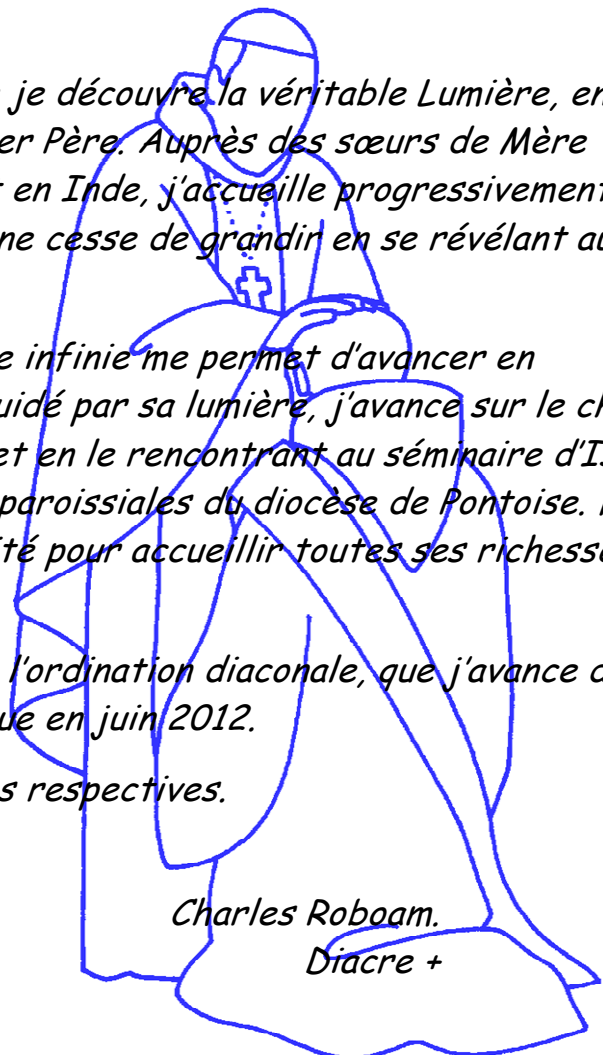 je découvre la véritable Lumière, en
er Père. Auprès des sœurs de Mère
en Inde, j'accueille progressivement
ne cesse de grandir en se révélant au
e infinie me permet d'avancer en
uidé par sa lumière, j'avance sur le ch
et en le rencontrant au séminaire d'Is
paroissiales du diocèse de Pontoise.
ité pour accueillir toutes ses richesse
l'ordination diaconale, que j'avance
ue en juin 2012.
s respectives.
Charles Roboam.
Diacre +